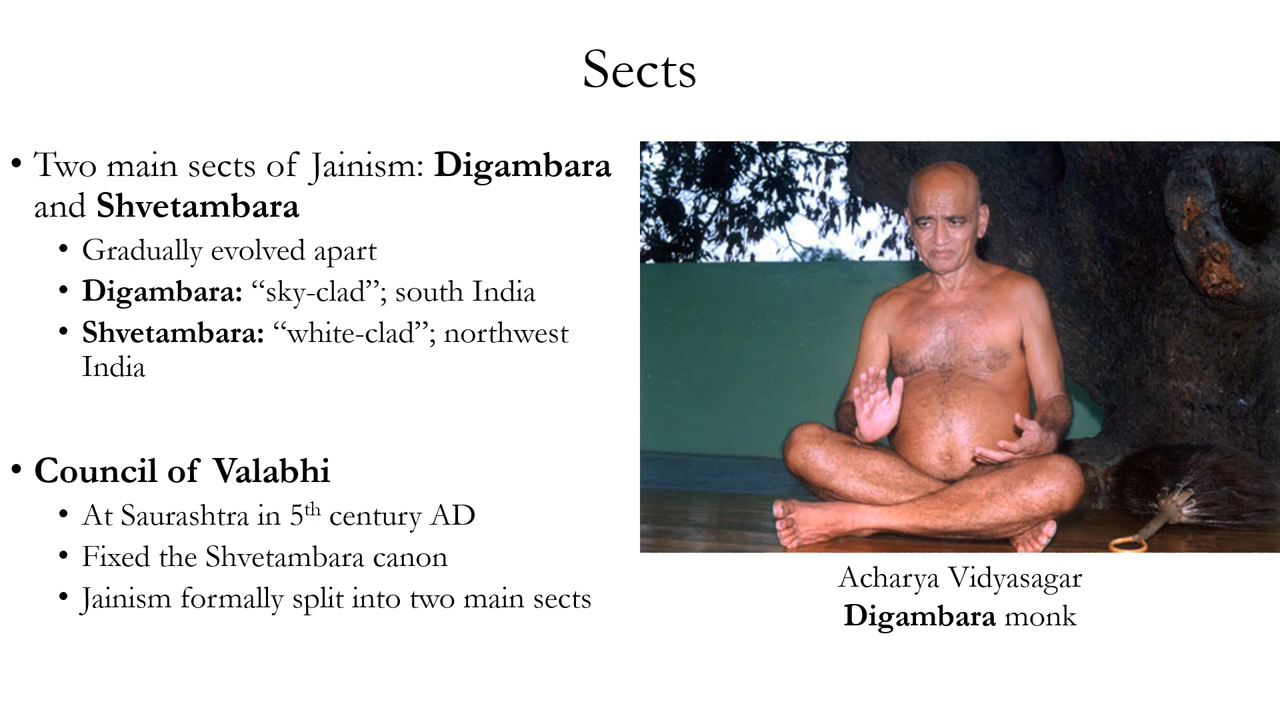 Sects
• Two main sects of Jainism: Digambara
and Shvetambara
• Gradually evolved apart
• Digambara: “sky-clad”; south India
• Shvetambara: “white-clad”; northwest
India
• Council of Valabhi
• At Saurashtra in 5th century AD
• Fixed the Shvetambara canon
• Jainism formally split into two main sects
Acharya Vidyasagar
Digambara monk